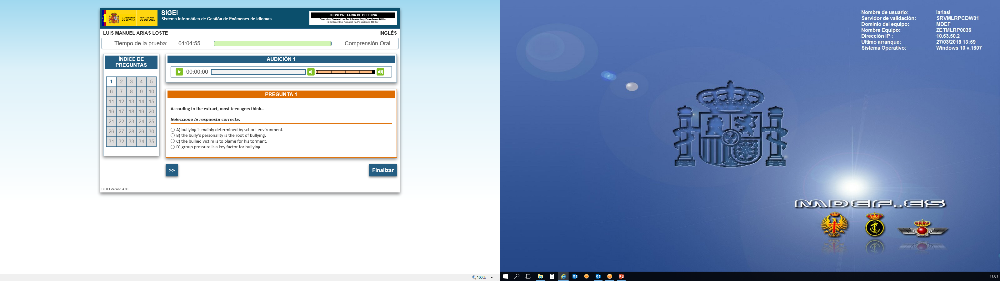 GOBIERNO
DE ESPAÑA
MINISTERIO
DE DEFENSA
SIGEI
Sistema Informático de Gestión de Exámenes de Idiomas
SUBSECRETARIA DE DEFENSA
Dirección General de Reclutamiento y Enseñanza Militar
Subdirección General de Enseñanza Militar.
LUIS MANUEL ARIAS LOSTE
INGLÉS
Tiempo de la prueba: 01:04:55
Comprensión Oral
ÍNDICE DE
PREGUNTAS
1 2 3 4 5
6 7 8 9 10
11 12 13 14 15
16 17 18 19 20
21 22 23 24 25
26 27 28 29 30
31 32 33 34 35
AUDICIÓN 1
00:00:00
PREGUNTA 1
According to the extract, most teenagers think...
Seleccione la respuesta correcta:
A) bullying is mainly determined by school environment.
B) the bully's personality is the root of bullying.
C) the bullied victim is to blame for his torment.
D) group pressure is a key factor for bullying.
>>
Finalizar
SIGEI Versión 4.00
100%
Nombre de usuario: lariasl
Servidor de validación: SRVMLRPCDW01
Dominio del equipo: MDEF
Nombre Equipo: ZETMLRP0036
Dirección IP : 10.63.50.2
Ultimo arranque: 27/03/2018 13:59
Sistema Operativo: Windows 10 v.1607
MDEF.ES
11:01